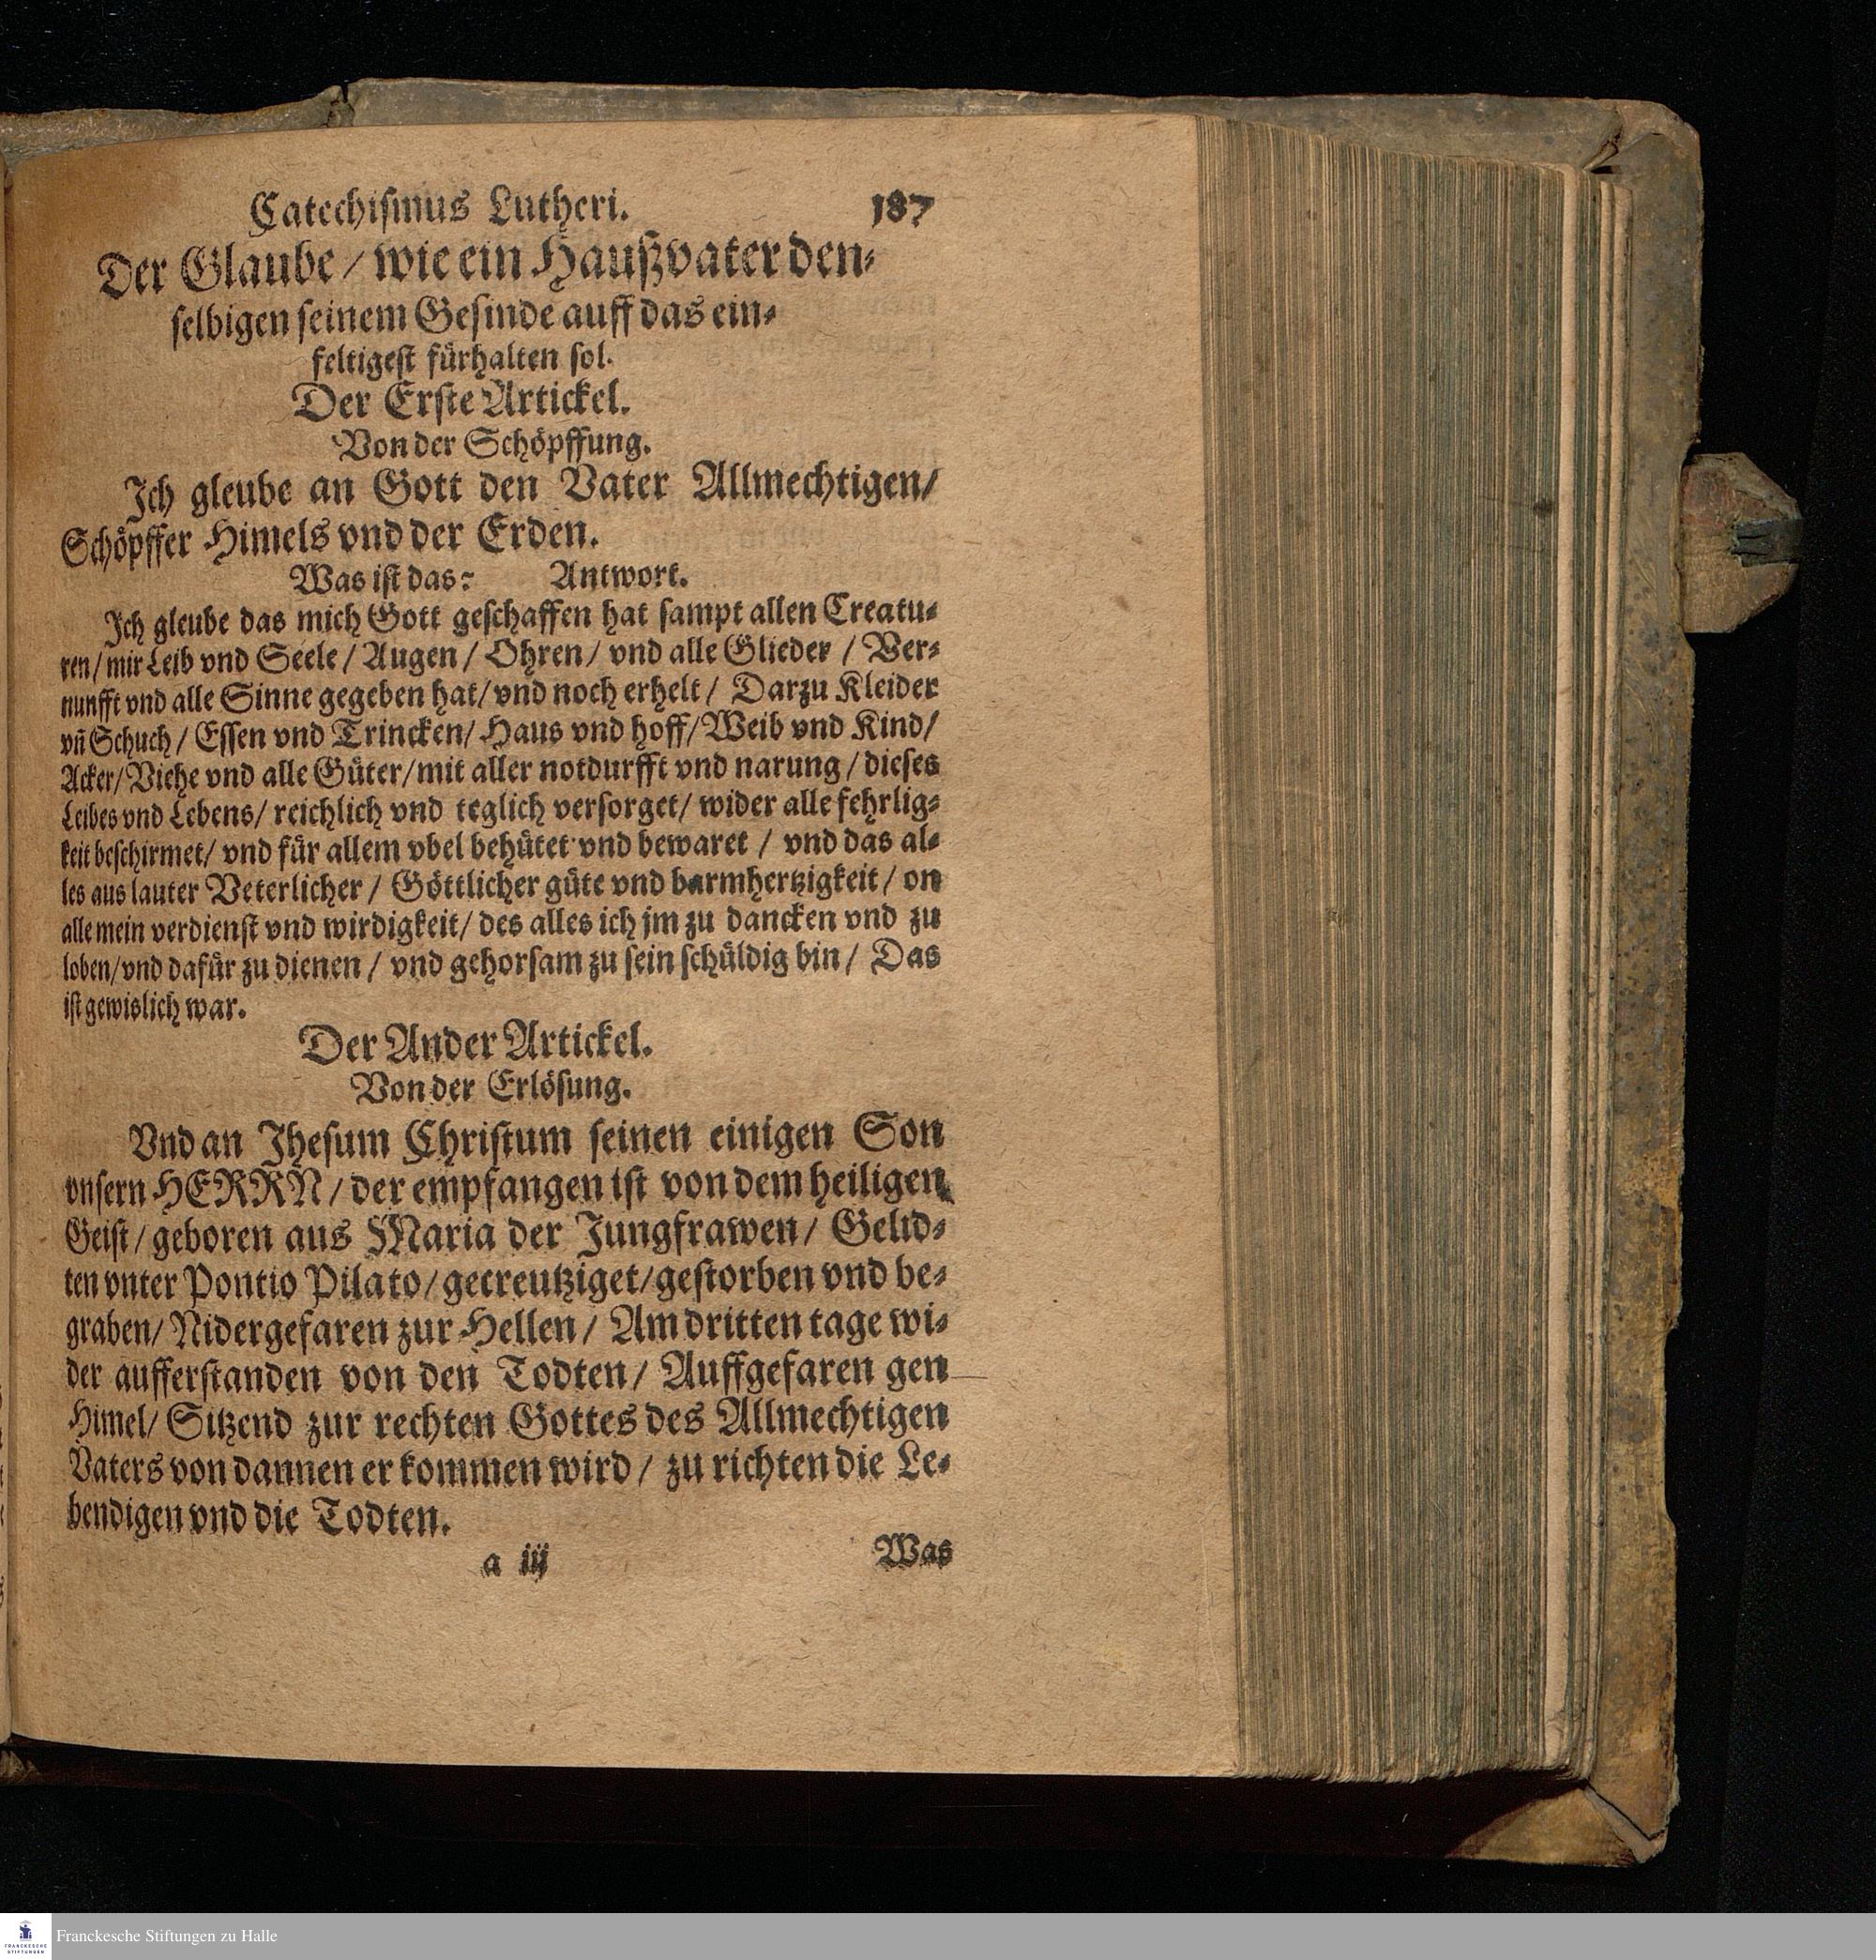 Catechiſmus Lutheri. 187
Der Glaube / wie ein Haußvater den⸗
ſelbigen ſeinem Geſinde auff das ein⸗
feltigeſt fürhalten ſol.
Der Erſte Artickel.
Von der Schöpffung.
Ich gleube an Gott den Vater Allmechtigen/
Schöpffer Himels vnd der Erden.
Was iſt das? Antwort.
Ich gleube das mich Gott geſchaffen hat ſampt allen Creatu⸗
ren / mir Leib vnd Seele / Augen / Ohren / vnd alle Glieder / Ver⸗
nunfft vnd alle Sinne gegeben hat / vnd noch erhelt / Darzu Kleider
vñ Schuch / Eſſen vnd Trincken / Haus vnd hoff / Weib vnd Kind /
Acker / Viehe vnd alle Güter / mit aller notdurfft vnd narung / dieſes
Leibes vnd Lebens / reichlich vnd teglich verſorget / wider alle fehrlig⸗
keit beſchirmet / vnd für allem vbel behütet vnd bewaret / vnd das al⸗
les aus lauter Veterlicher / Göttlicher güte vnd barmhertzigkeit / on
alle mein verdienſt vnd wirdigkeit / des alles ich jm zu dancken vnd zu
loben / vnd dafür zu dienen / vnd gehorſam zu ſein ſchüldig bin / Das
iſt gewislich war.
Der Ander Artickel.
Von der Erlöſung.
Vnd an Jheſum Chriſtum ſeinen einigen Son
vnſern HERRN / der empfangen iſt von dem heiligen
Geiſt / geboren aus Maria der Jungfrawen / Gelid⸗
ten vnter Pontio Pilato / gecreutziget / geſtorben vnd be⸗
graben / Nidergefaren zur Hellen / Am dritten tage wi⸗
der aufferſtanden von den Todten / Auffgefaren gen
Himel / Sitzend zur rechten Gottes des Allmechtigen
Vaters von dannen er kommen wird / zu richten die Le⸗
bendigen vnd die Todten.
a iij Was
FRANCKESCHE STIFTUNGEN
Franckesche Stiftungen zu Halle